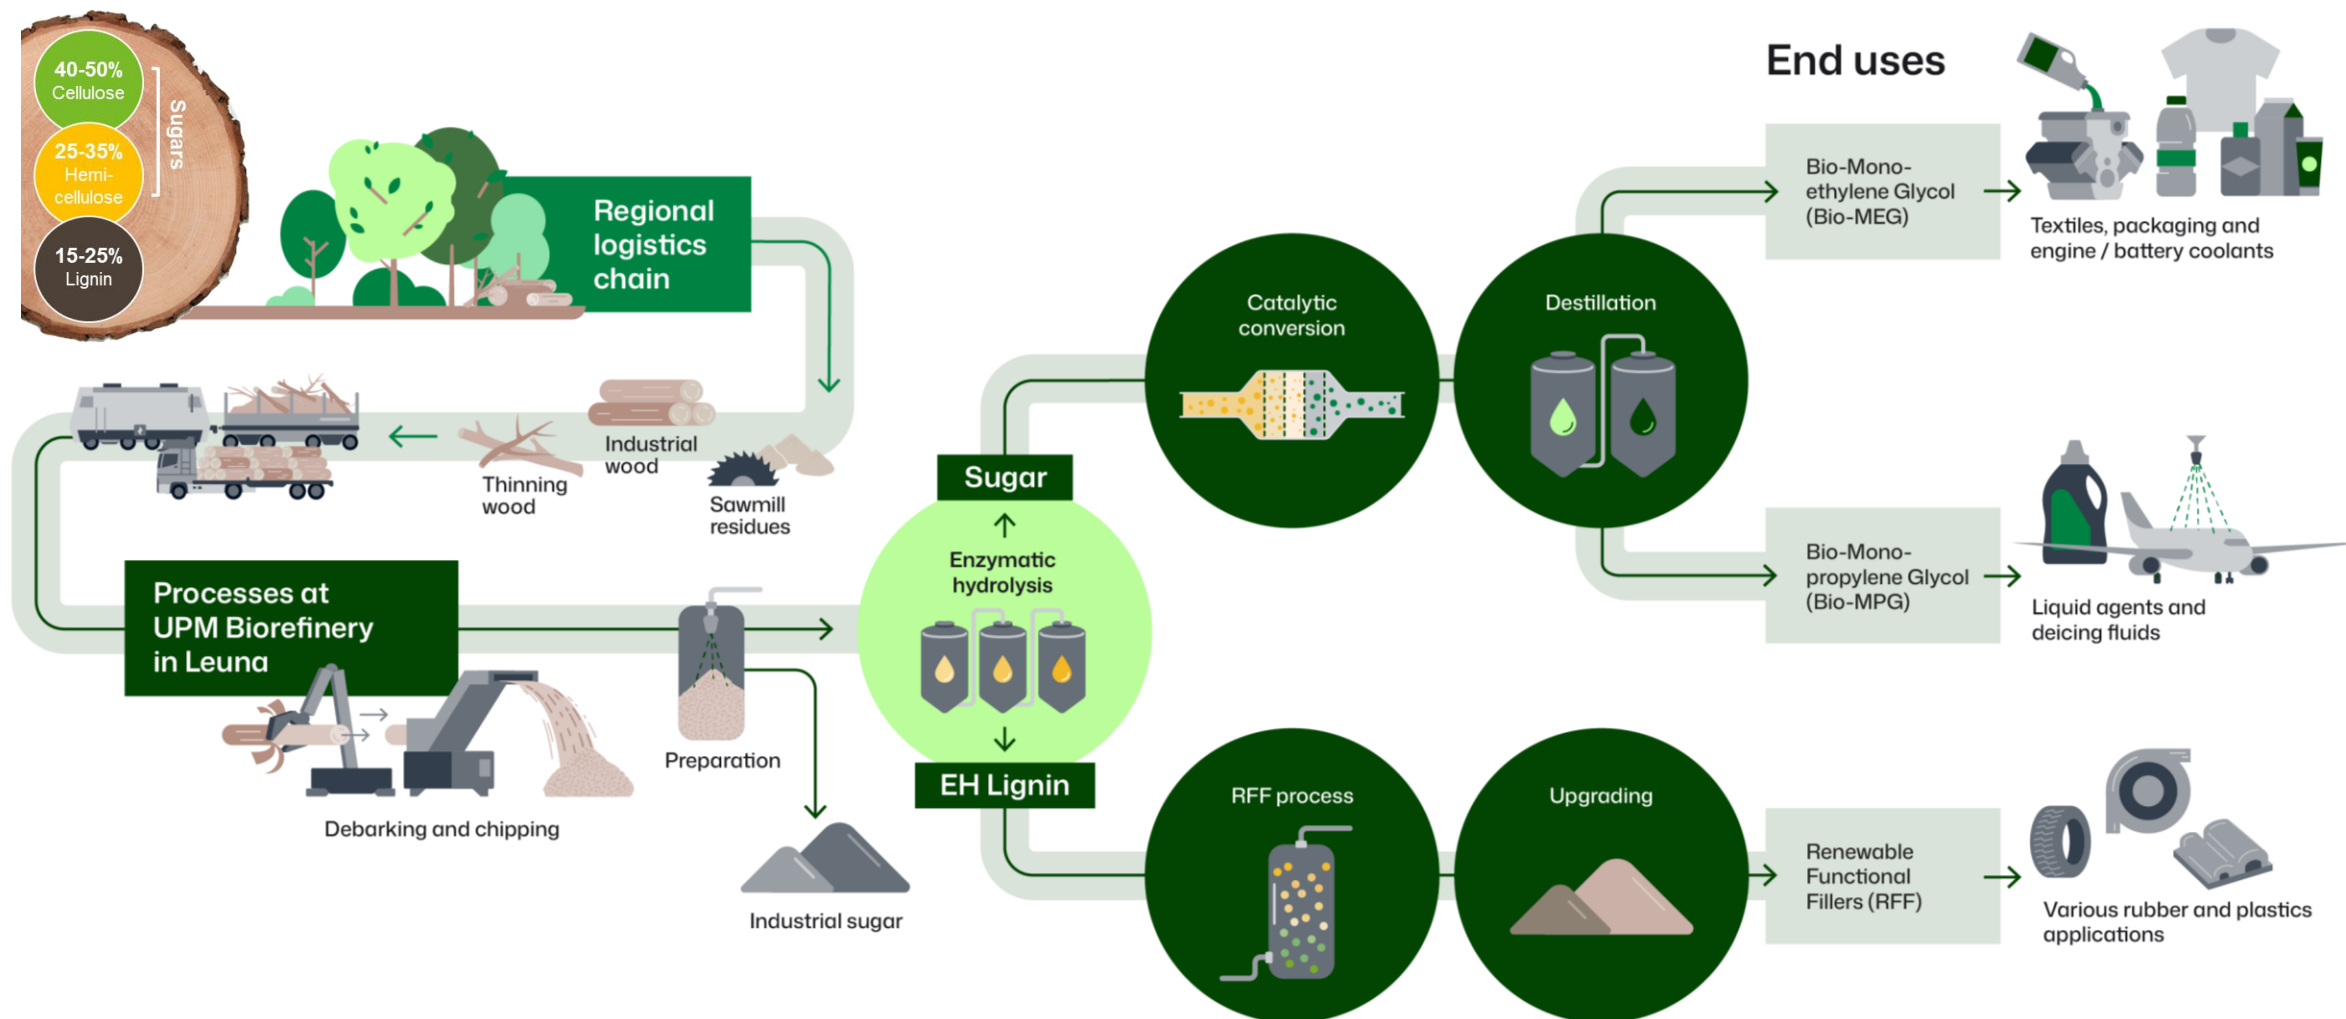 40-50%
Cellulose
25-35%
Hemi-
cellulose
15-25%
Lignin
Sugars
Regional
logistics
chain
Industrial
wood
Thinning
wood
Sawmill
residues
Processes at
UPM Biorefinery
in Leuna
Debarking and chipping
Preparation
Industrial sugar
Sugar
Enzymatic
hydrolysis
EH Lignin
Catalytic
conversion
Destillation
RFF process
Upgrading
End uses
Bio-Mono-
ethylene Glycol
(Bio-MEG)
Textiles, packaging and
engine / battery coolants
Bio-Mono-
propylene Glycol
(Bio-MPG)
Liquid agents and
deicing fluids
Renewable
Functional
Fillers (RFF)
Various rubber and plastics
applications